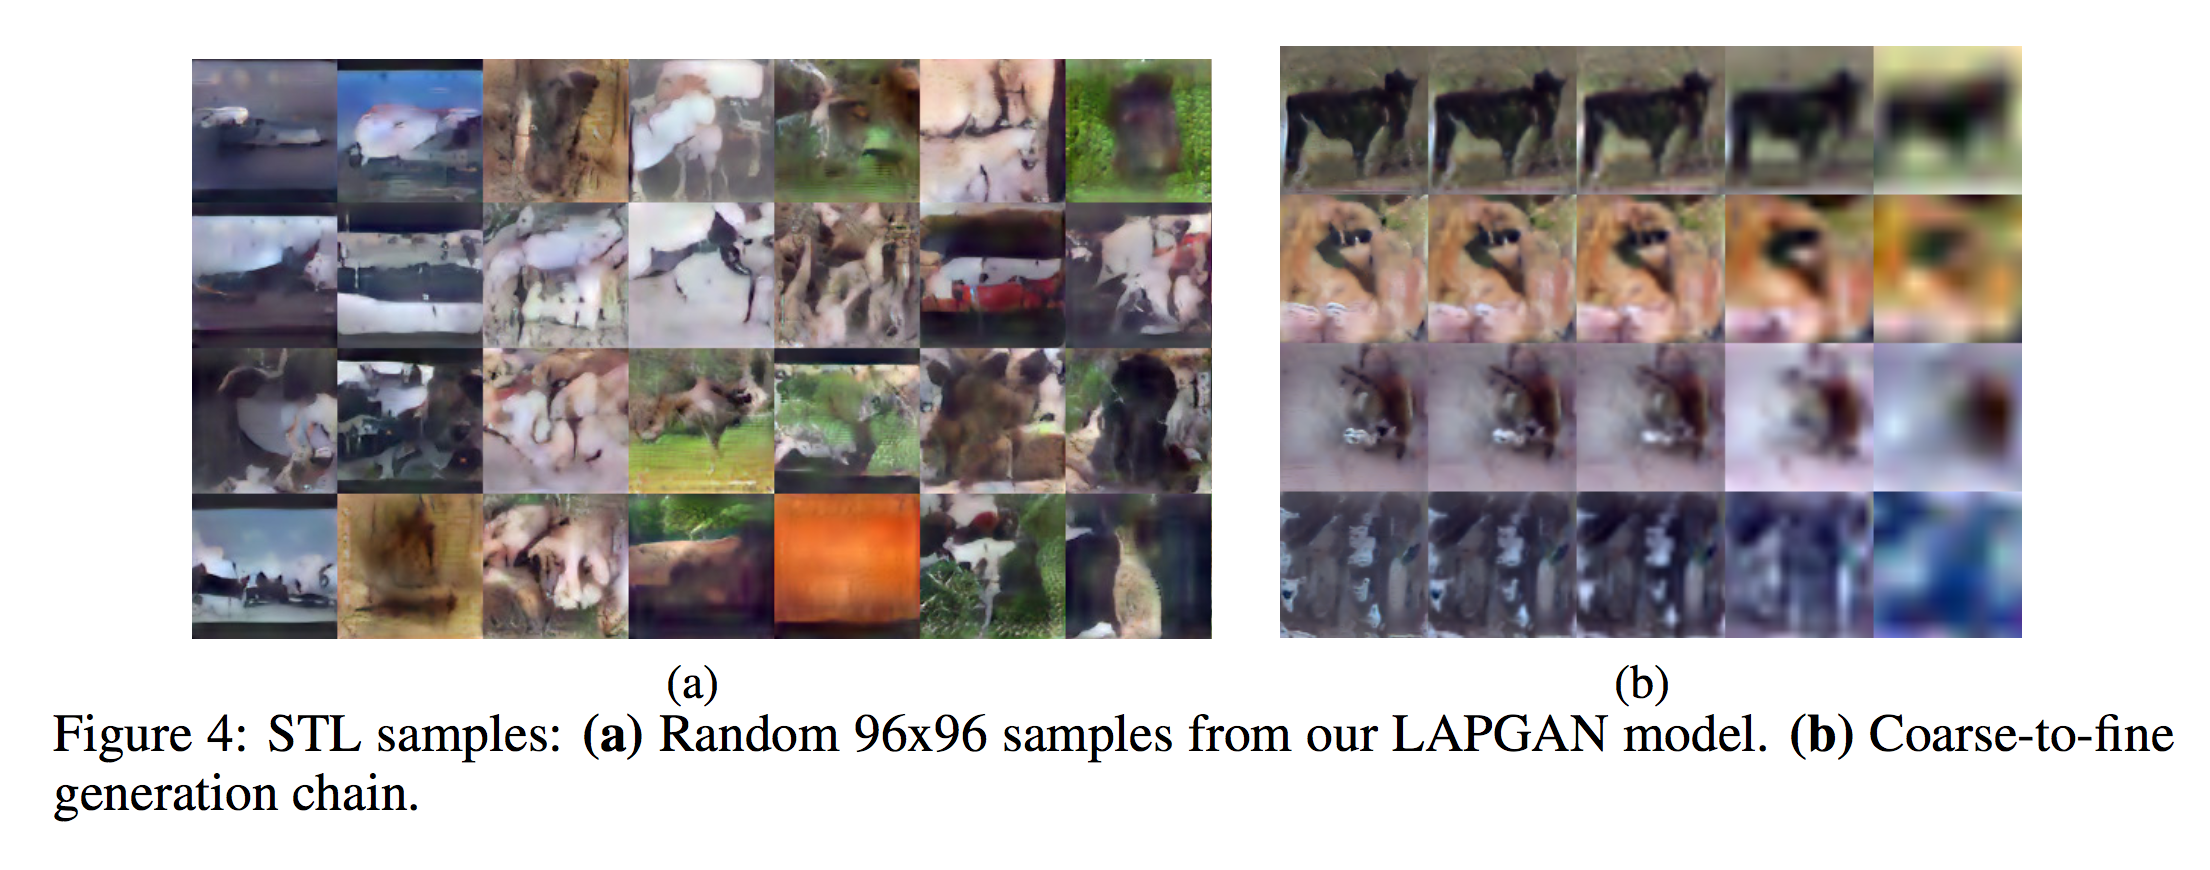 (a)
(b)
Figure 4: STL samples: (a) Random 96x96 samples from our LAPGAN model. (b) Coarse-to-fine
generation chain.